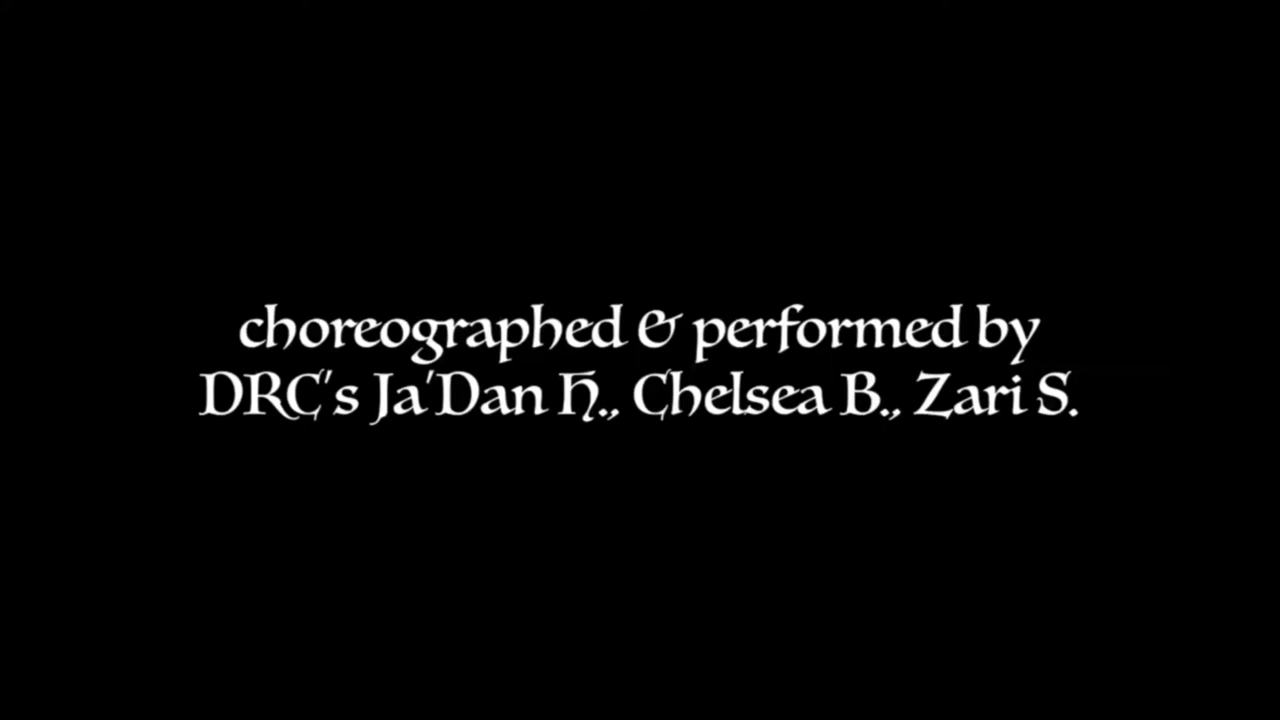 choreographed & performed by
DRC's Ja'Dan H., Chelsea B., Zari S.